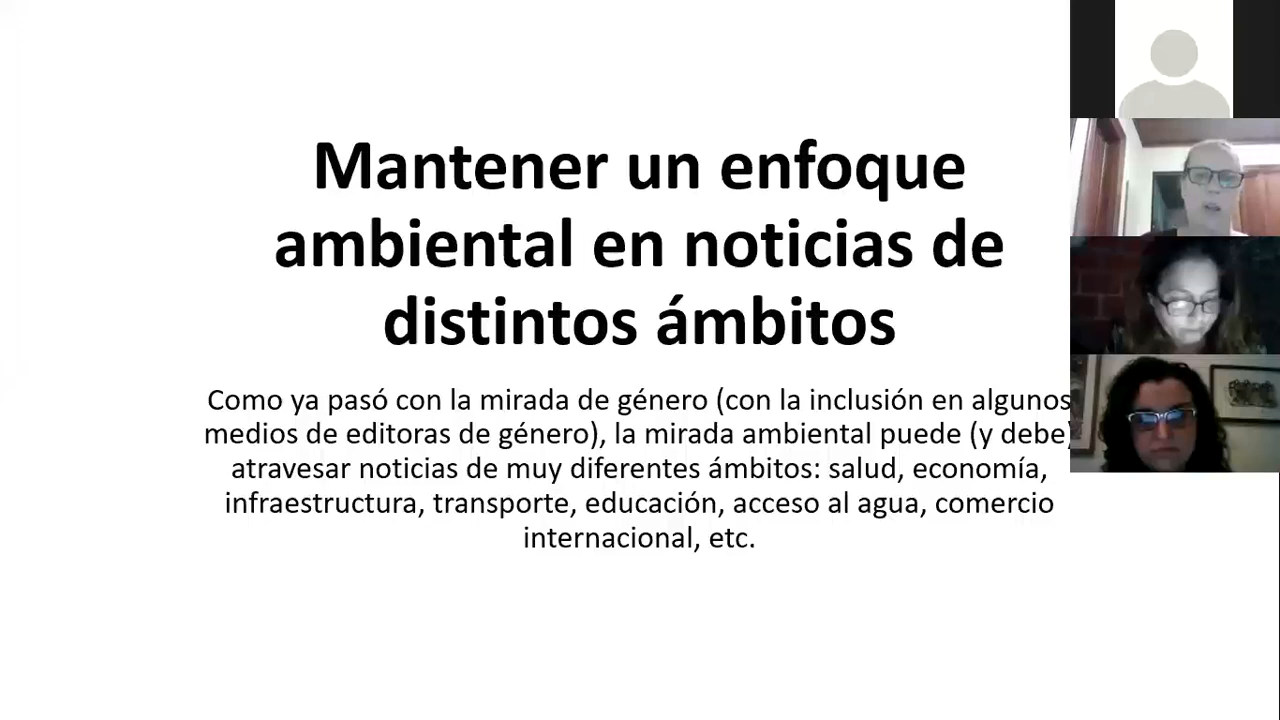 Mantener un enfoque
ambiental en noticias de
distintos ámbitos
Como ya pasó con la mirada de género (con la inclusión en algunos
medios de editoras de género), la mirada ambiental puede (y debe)
atravesar noticias de muy diferentes ámbitos: salud, economía,
infraestructura, transporte, educación, acceso al agua, comercio
internacional, etc.